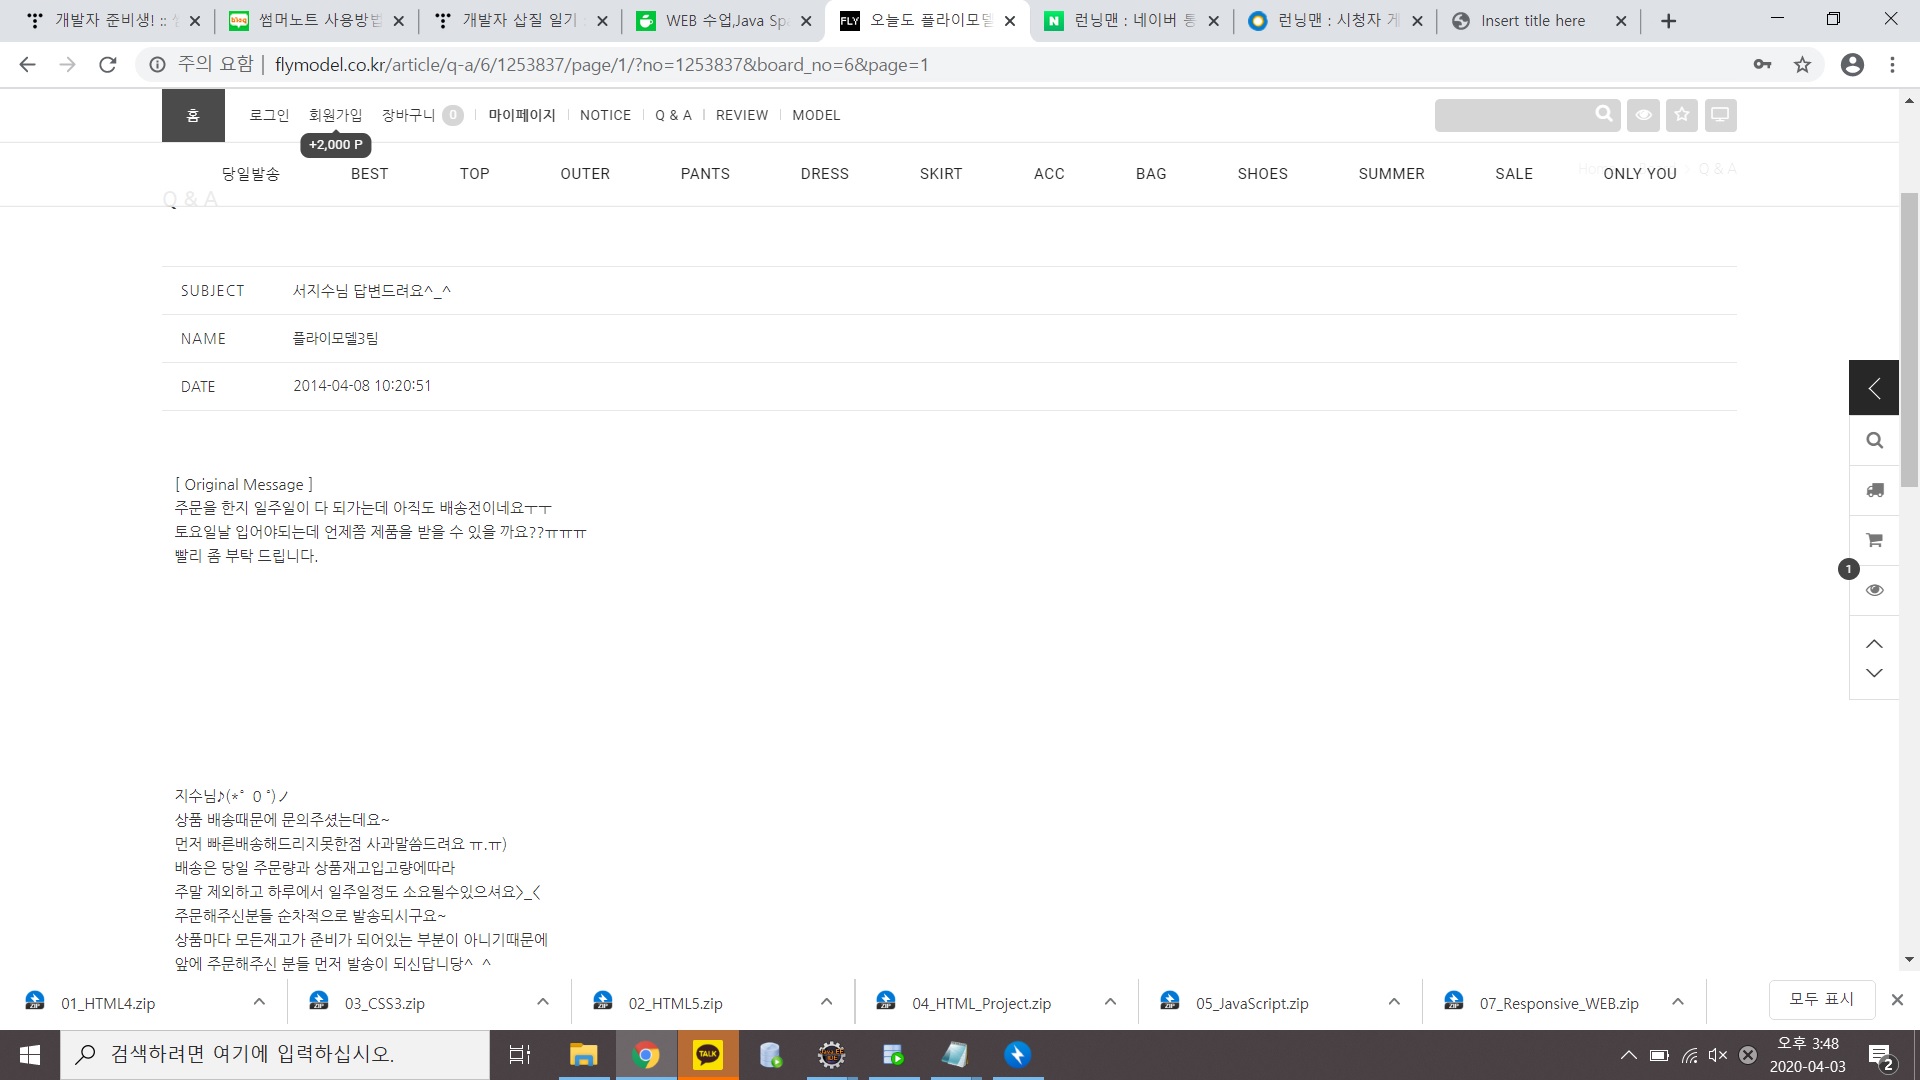 개발자 준비생! ::
썸머노트 사용방법
개발자 삽질 일기
WEB 수업,Java Sp
FLY 오늘도 플라이모델
런닝맨 : 네이버 통
런닝맨 : 시청자 게
Insert title here
주의 요함 | flymodel.co.kr/article/q-a/6/1253837/page/1/?no=1253837&board_no=6&page=1
홈 로그인 회원가입 장바구니 0 마이페이지 NOTICE Q & A REVIEW MODEL
+2,000 P
당일발송 BEST TOP OUTER PANTS DRESS SKIRT ACC BAG SHOES SUMMER SALE ONLY YOU
> Q & A
Q & A
SUBJECT 서지수님 답변드려요^_^
NAME 플라이모델3팀
DATE 2014-04-08 10:20:51
[ Original Message ]
주문을 한지 일주일이 다 되가는데 아직도 배송전이네요ㅜㅜ
토요일날 입어야되는데 언제쯤 제품을 받을 수 있을 까요??ㅠㅠㅠ
빨리 좀 부탁 드립니다.
1
지수님♪(*ﾟ0ﾟ)ノ
상품 배송때문에 문의주셨는데요~
먼저 빠른배송해드리지못한점 사과말씀드려요 ㅠ.ㅠ)
배송은 당일 주문량과 상품재고입고량에따라
주말 제외하고 하루에서 일주일정도 소요될수있으셔요>_<
주문해주신분들 순차적으로 발송되시구요~
상품마다 모든재고가 준비가 되어있는 부분이 아니기때문에
앞에 주문해주신 분들 먼저 발송이 되신답니당^ ^
01_HTML4.zip 03_CSS3.zip 02_HTML5.zip 04_HTML_Project.zip 05_JavaScript.zip 07_Responsive_WEB.zip 모두 표시
검색하려면 여기에 입력하십시오.
TALK
오후 3:48
2020-04-03
2